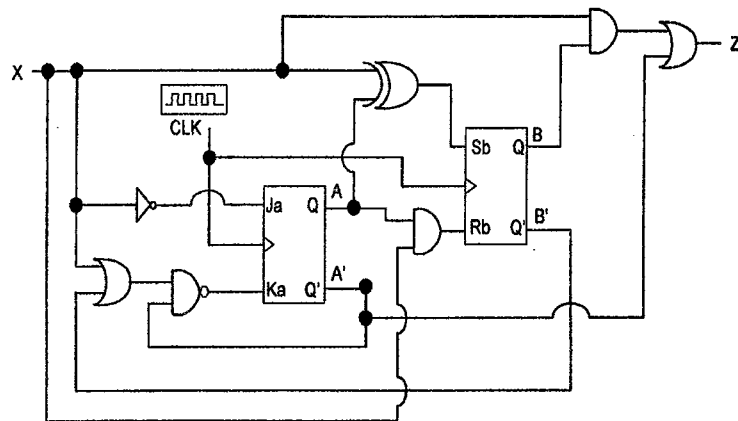 X
Z
CLK
Sb Q B
Rb Q' B'
Ja Q A
Ka Q' A'